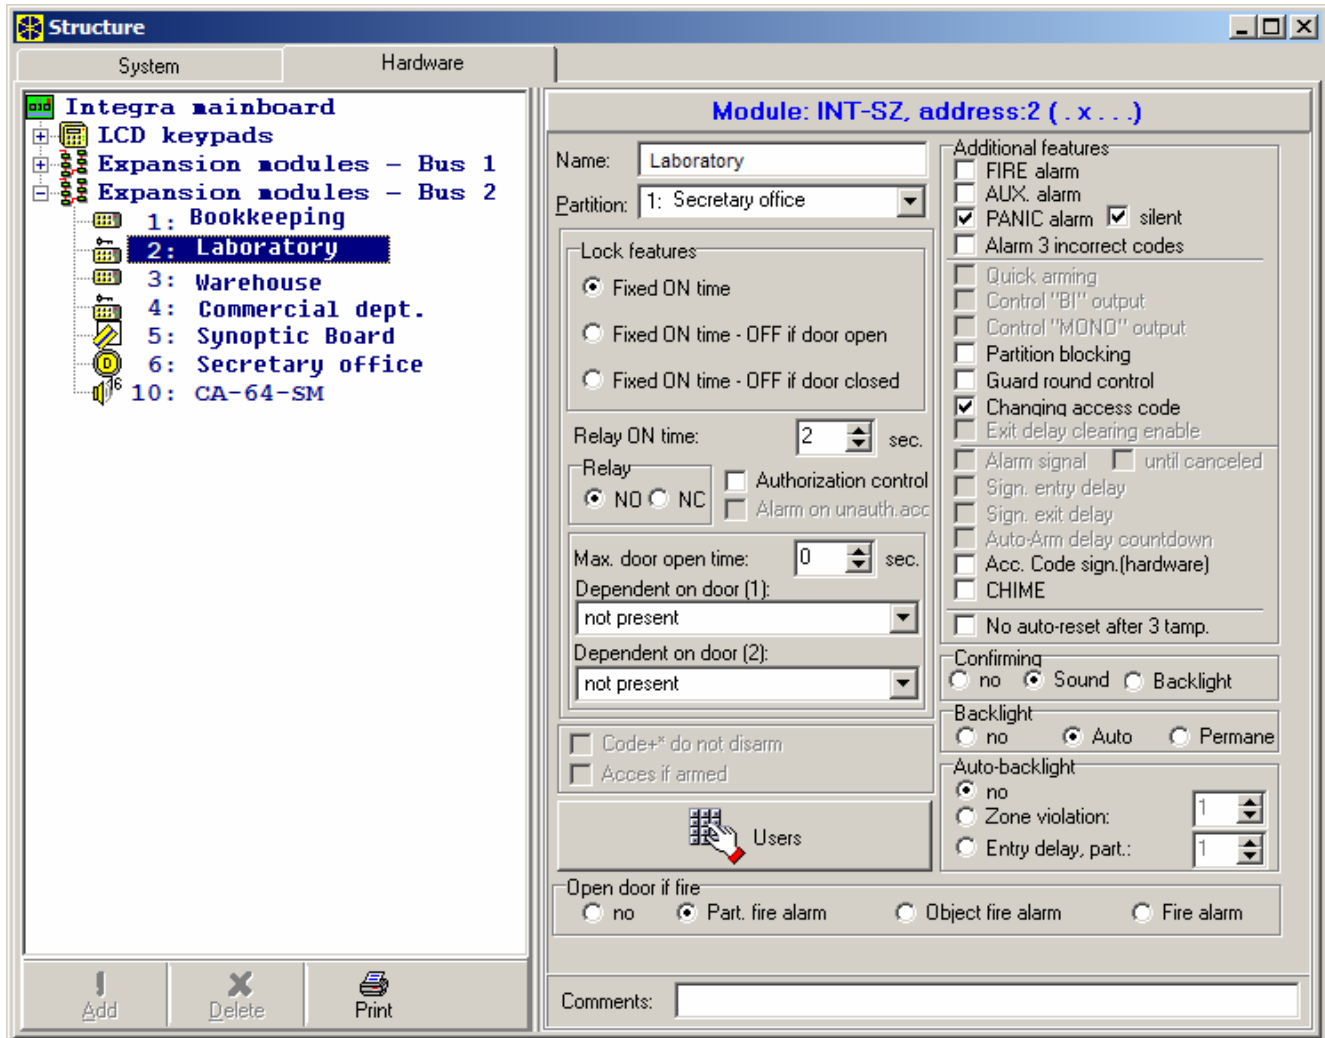 Structure
System Hardware
Integra mainboard
LCD keypads
Expansion modules - Bus 1
Expansion modules - Bus 2
1: Bookkeeping
2: Laboratory
3: Warehouse
4: Commercial dept.
5: Synoptic Board
6: Secretary office
10: CA-64-SM
Add Delete Print
Module: INT-SZ, address:2 ( . x . . .)
Name: Laboratory
Partition: 1: Secretary office
Lock features
Fixed ON time
Fixed ON time - OFF if door open
Fixed ON time - OFF if door closed
Relay ON time: 2 sec.
Relay
NO NC
Authorization control
Alarm on unauth.acc
Max. door open time: 0 sec.
Dependent on door (1):
not present
Dependent on door (2):
not present
Code+* do not disarm
Acces if armed
Users
Additional features
FIRE alarm
AUX. alarm
PANIC alarm silent
Alarm 3 incorrect codes
Quick arming
Control "BI" output
Control "MONO" output
Partition blocking
Guard round control
Changing access code
Exit delay clearing enable
Alarm signal until canceled
Sign. entry delay
Sign. exit delay
Auto-Arm delay countdown
Acc. Code sign.(hardware)
CHIME
No auto-reset after 3 tamp.
Confirming
no Sound Backlight
Backlight
no Auto Permane
Auto-backlight
no
Zone violation: 1
Entry delay, part.: 1
Open door if fire
no Part. fire alarm Object fire alarm Fire alarm
Comments: